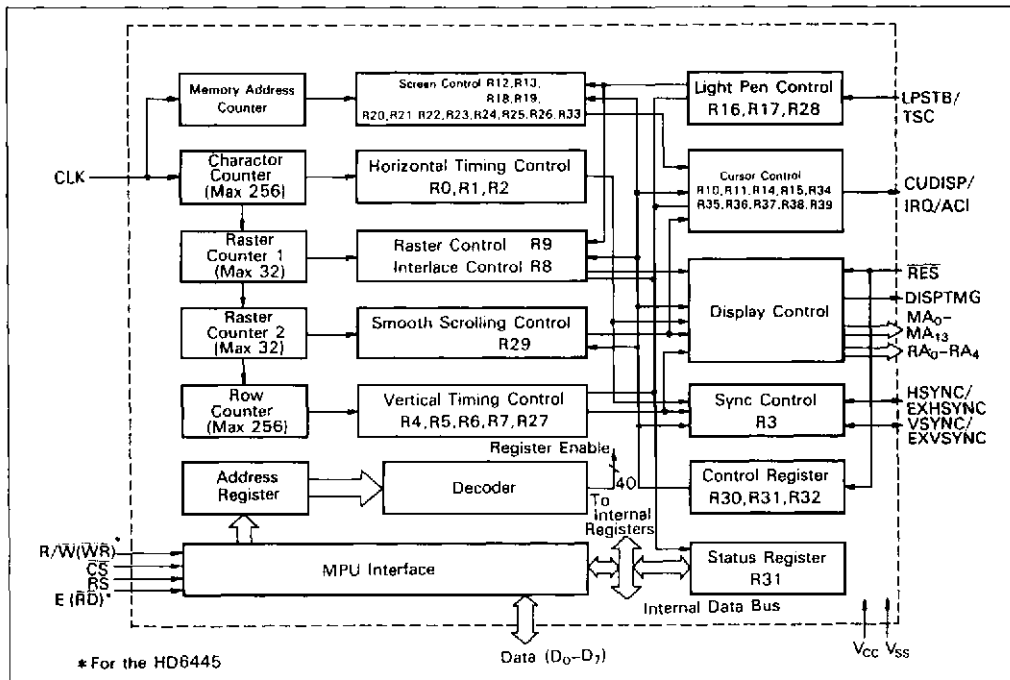 Memory Address
Counter
Screen Control R12,R13,
R18,R19,
R20,R21 R22,R23,R24,R25,R26,R33
Light Pen Control
R16,R17,R28
LPSTB/
TSC
CLK
Charactor
Counter
(Max 256)
Horizontal Timing Control
R0,R1,R2
Cursor Control
R10,R11,R14,R15,R34
R35,R36,R37,R38,R39
CUDISP/
IRQ/ACI
Raster
Counter 1
(Max 32)
Raster Control R9
Interface Control R8
Display Control
RES
DISPTMG
MA0–
MA13
RA0–RA4
Raster
Counter 2
(Max 32)
Smooth Scrolling Control
R29
Row
Counter
(Max 256)
Vertical Timing Control
R4,R5,R6,R7,R27
Sync Control
R3
HSYNC/
EXHSYNC
VSYNC/
EXVSYNC
Register Enable
Address
Register
Decoder
40
To
Internal
Registers
Control Register
R30,R31,R32
R/W(WR)*
CS
RS
E(RD)*
MPU Interface
Status Register
R31
Internal Data Bus
Data (D0–D7)
VCC VSS
* For the HD6445